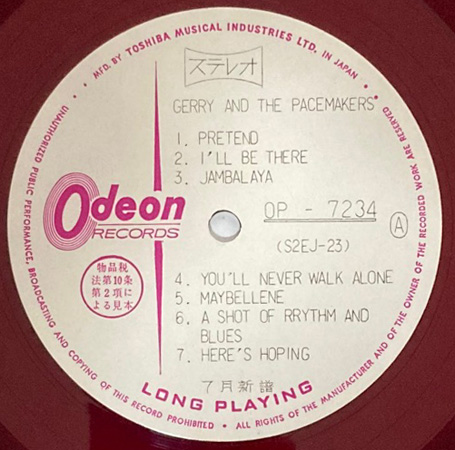 • MFD. BY TOSHIBA MUSICAL INDUSTRIES LTD. IN JAPAN •
ステレオ
GERRY AND THE PACEMAKERS
1. PRETEND
2. I'LL BE THERE
3. JAMBALAYA
Odeon
RECORDS
OP - 7234
A
(S2EJ-23)
物品税
法第10条
第2項に
よる見本
4. YOU'LL NEVER WALK ALONE
5. MAYBELLENE
6. A SHOT OF RRYTHM AND
BLUES
7. HERE'S HOPING
7月新譜
LONG PLAYING
UNAUTHORIZED PUBLIC PERFORMANCE, BROADCASTING AND COPYING OF THIS RECORD PROHIBITED • ALL RIGHTS OF THE MANUFACTURER AND OF THE OWNER OF THE RECORDED WORK ARE RESERVED